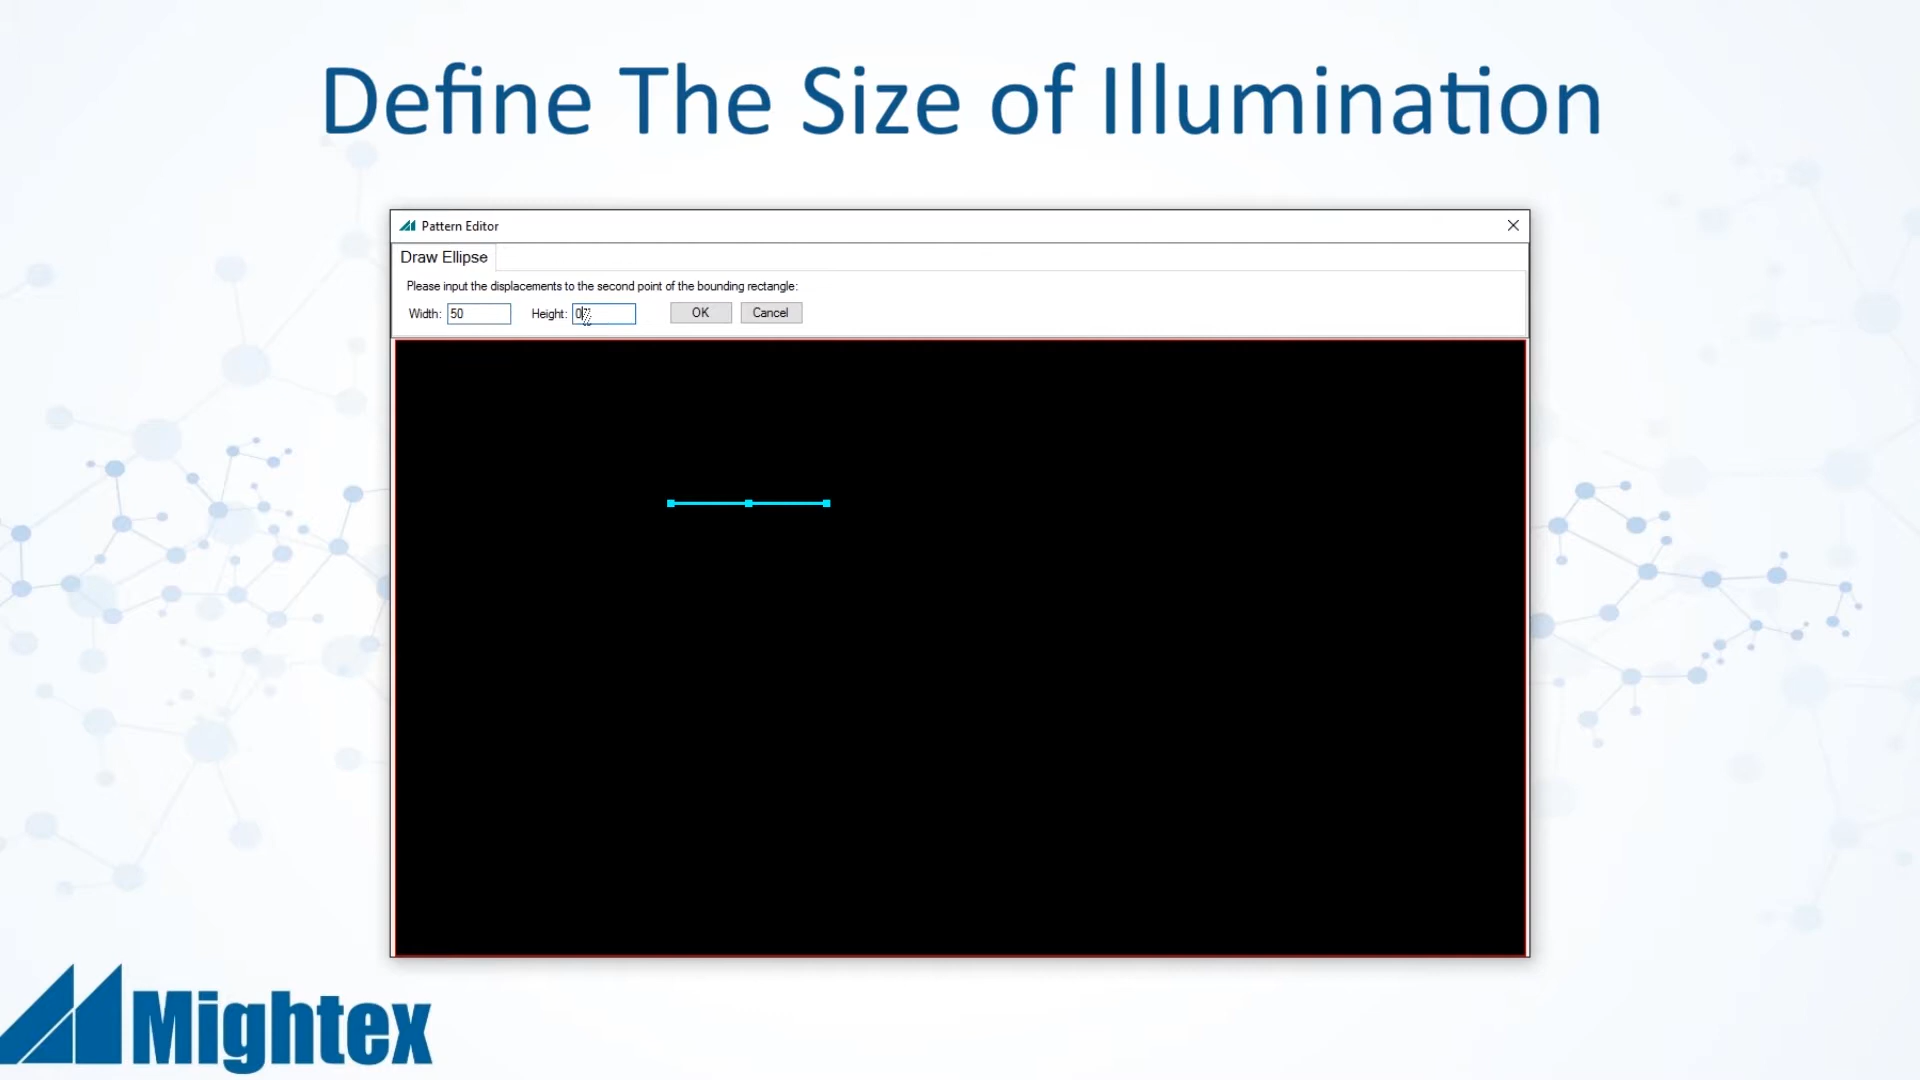 Define The Size of Illumination
Pattern Editor
Draw Ellipse
Please input the displacements to the second point of the bounding rectangle:
Width: 50 Height: 0 OK Cancel
Mightex